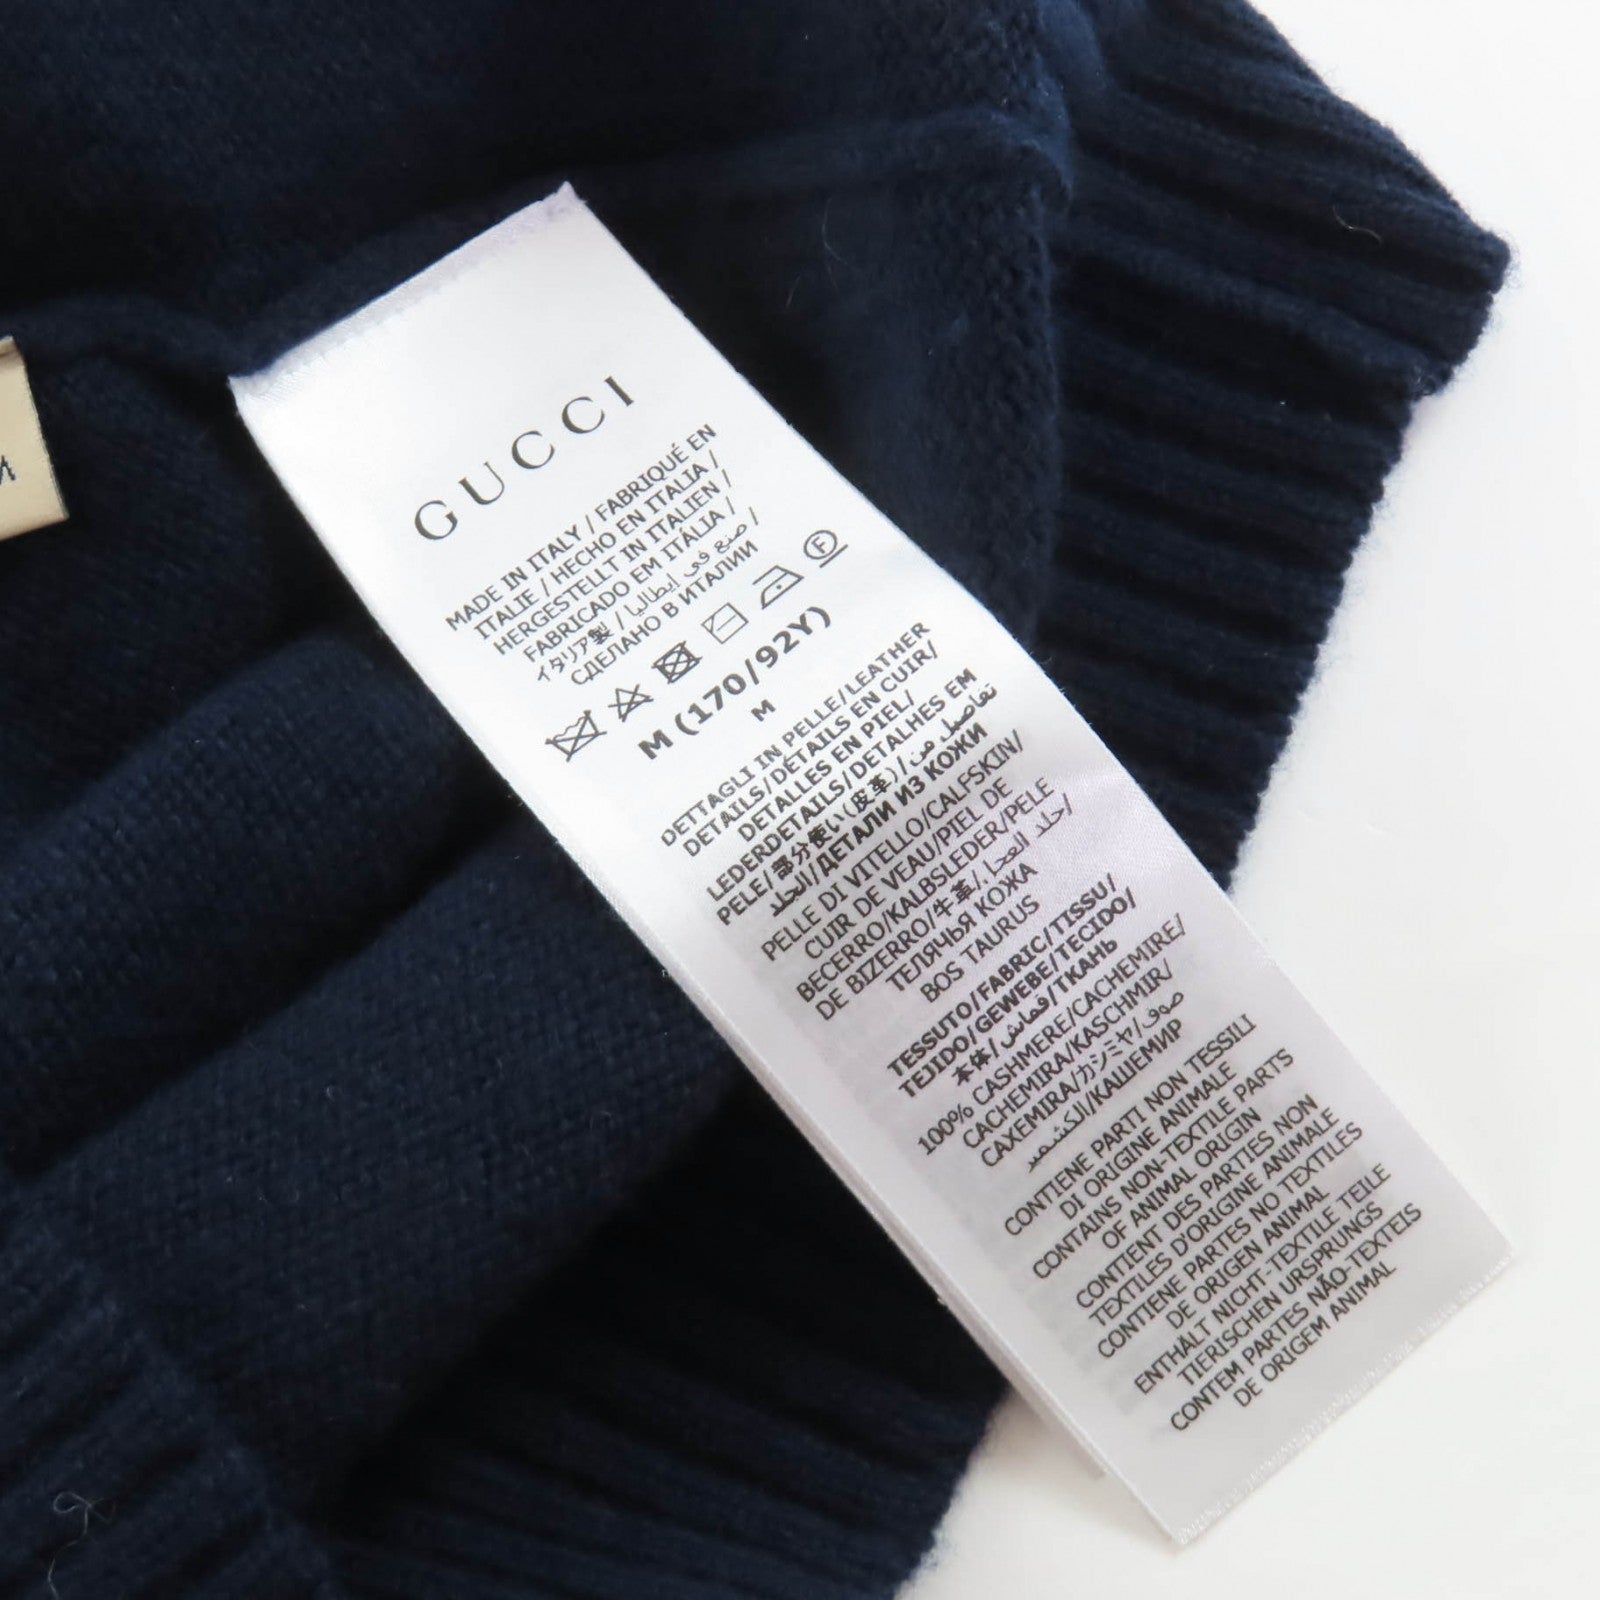 GUCCI
MADE IN ITALY / FABRIQUÉ EN
ITALIE / HECHO EN ITALIA /
HERGESTELLT IN ITALIEN /
FABRICADO EM ITÁLIA /
イタリア製 / صنع في إيطاليا /
СДЕЛАНО В ИТАЛИИ
F
M (170/92Y)
M
DETTAGLI IN PELLE/LEATHER
DETAILS/DÉTAILS EN CUIR/
DETALLES EN PIEL/
LEDERDETAILS/DETALHES EM
PELE/部分使い(皮革)/تفاصيل من
الجلد/ДЕТАЛИ ИЗ КОЖИ
PELLE DI VITELLO/CALFSKIN/
CUIR DE VEAU/PIEL DE
BECERRO/KALBSLEDER/PELE
DE BIZERRO/牛革/جلد العجل/
ТЕЛЯЧЬЯ КОЖА
BOS TAURUS
TESSUTO/FABRIC/TISSU/
TEJIDO/GEWEBE/TECIDO/
本体/قماش/ТКАНЬ
100% CASHMERE/CACHEMIRE/
CACHEMIRA/KASCHMIR/
CAXEMIRA/カシミヤ/صوف
الكشمير/КАШЕМИР
CONTIENE PARTI NON TESSILI
DI ORIGINE ANIMALE
CONTAINS NON-TEXTILE PARTS
OF ANIMAL ORIGIN
CONTIENT DES PARTIES NON
TEXTILES D'ORIGINE ANIMALE
CONTIENE PARTES NO TEXTILES
DE ORIGEN ANIMAL
ENTHÄLT NICHT-TEXTILE TEILE
TIERISCHEN URSPRUNGS
CONTEM PARTES NÃO-TEXTEIS
DE ORIGEM ANIMAL